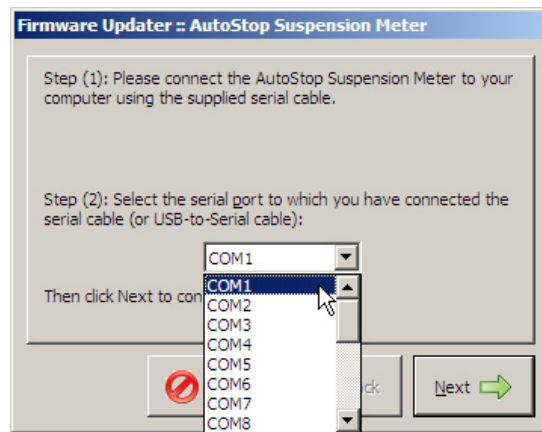 Firmware Updater :: AutoStop Suspension Meter
Step (1): Please connect the AutoStop Suspension Meter to your
computer using the supplied serial cable.
Step (2): Select the serial port to which you have connected the
serial cable (or USB-to-Serial cable):
COM1
COM1
Then click Next to con
COM2
COM3
COM4
COM5
COM6
COM7
COM8
ck
Next